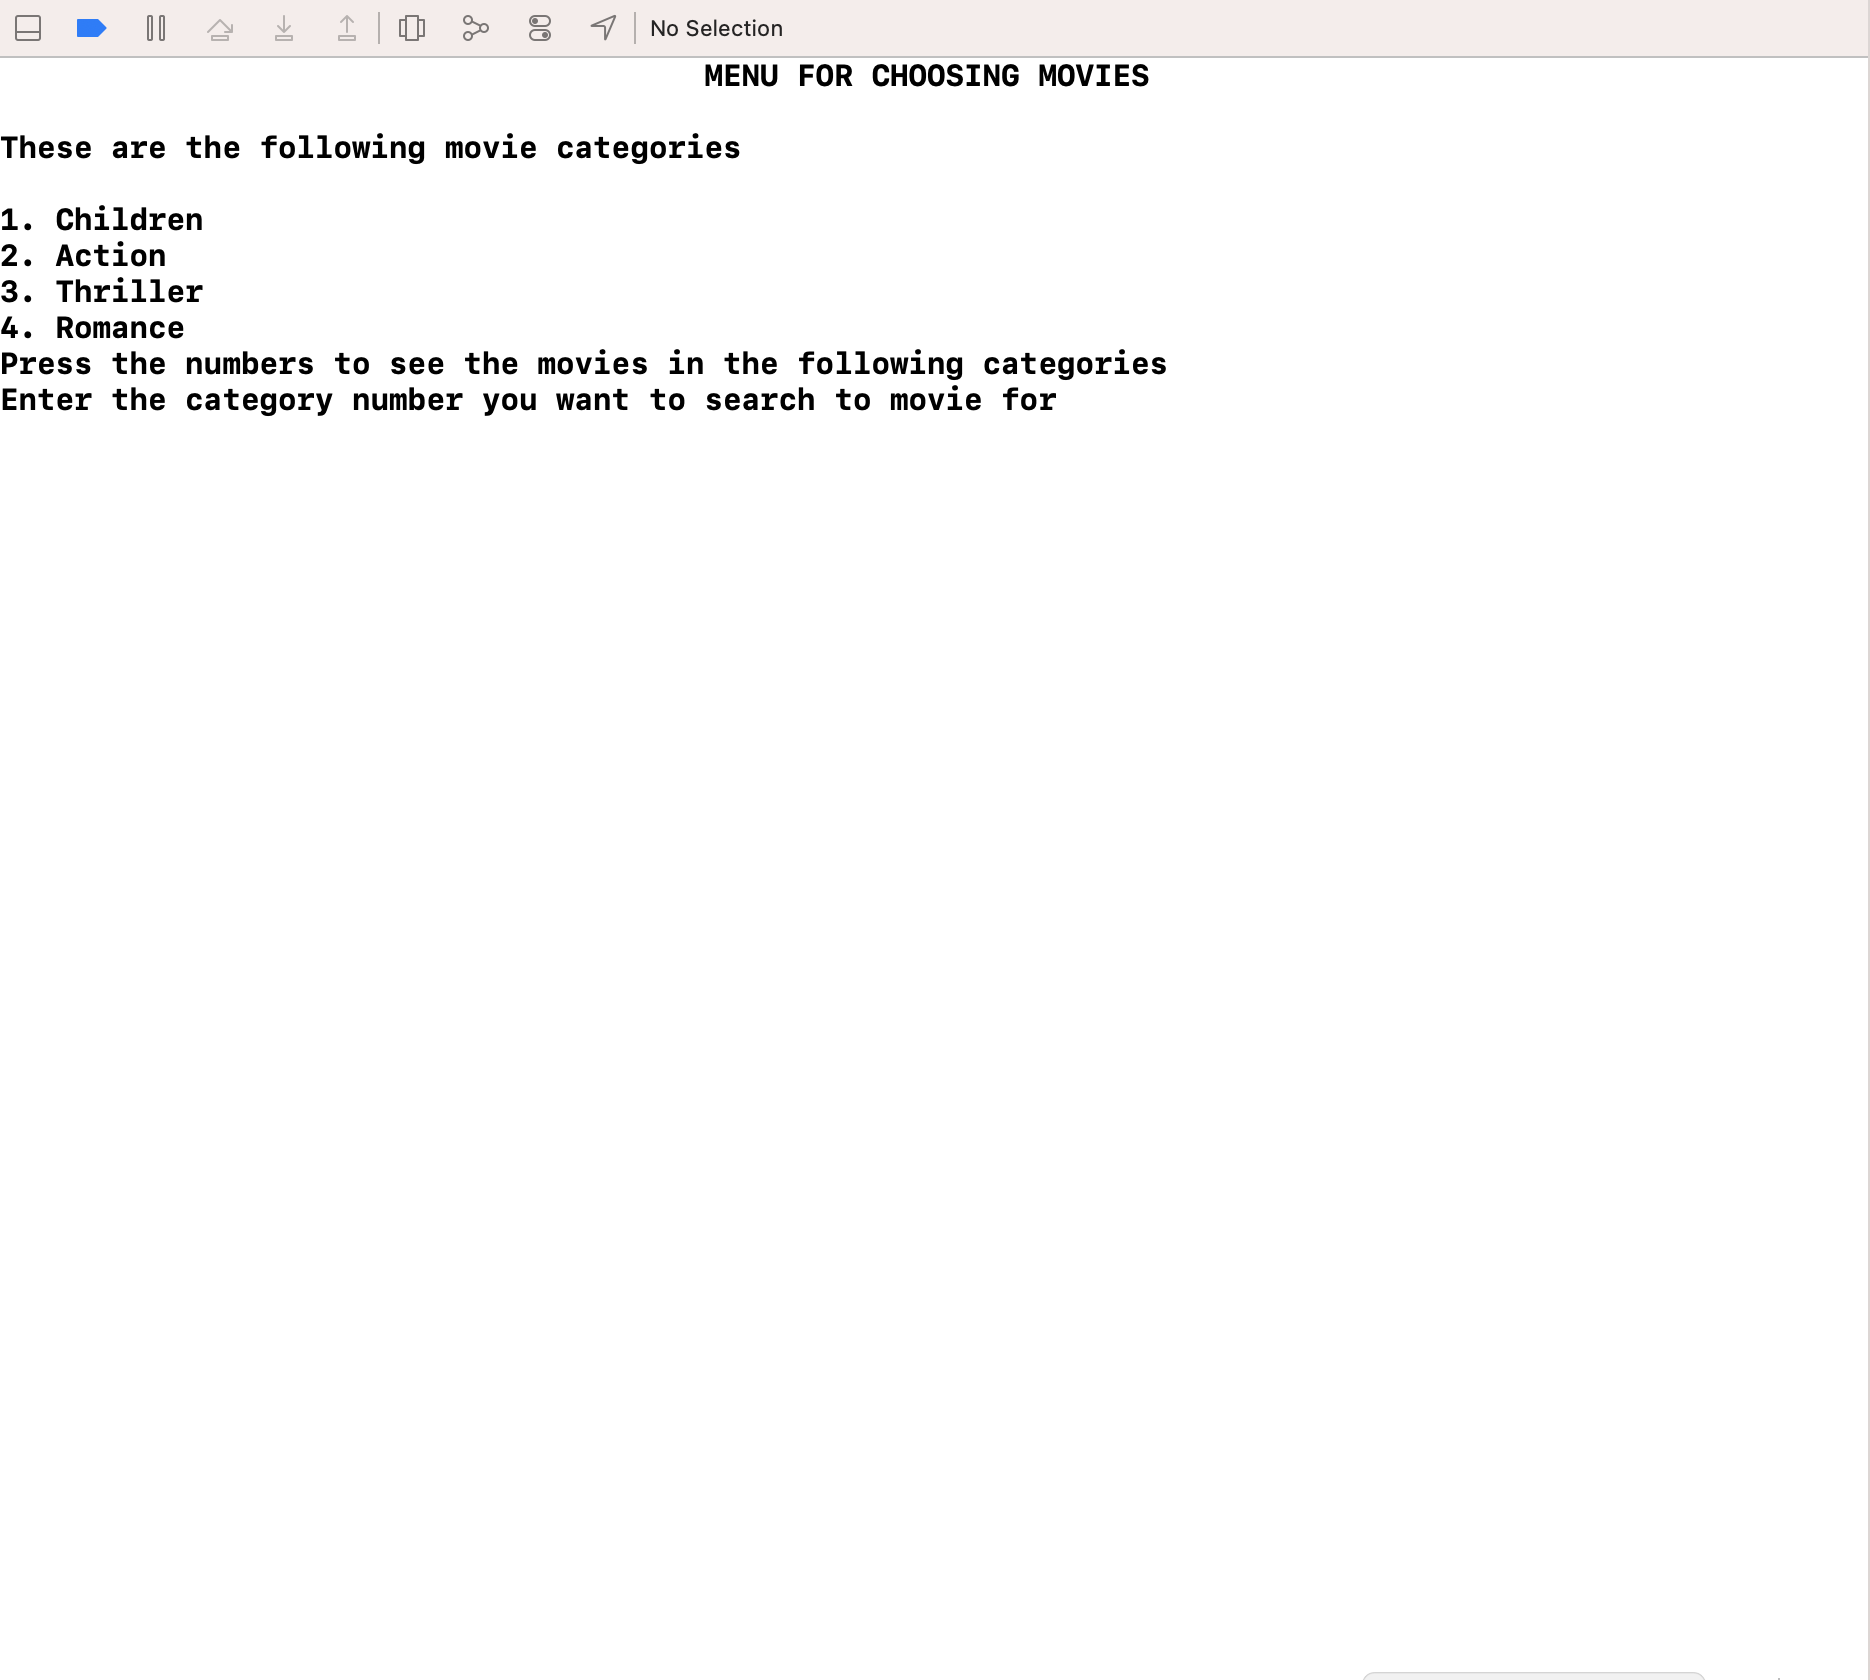 No Selection
MENU FOR CHOOSING MOVIES
These are the following movie categories
1. Children
2. Action
3. Thriller
4. Romance
Press the numbers to see the movies in the following categories
Enter the category number you want to search to movie for